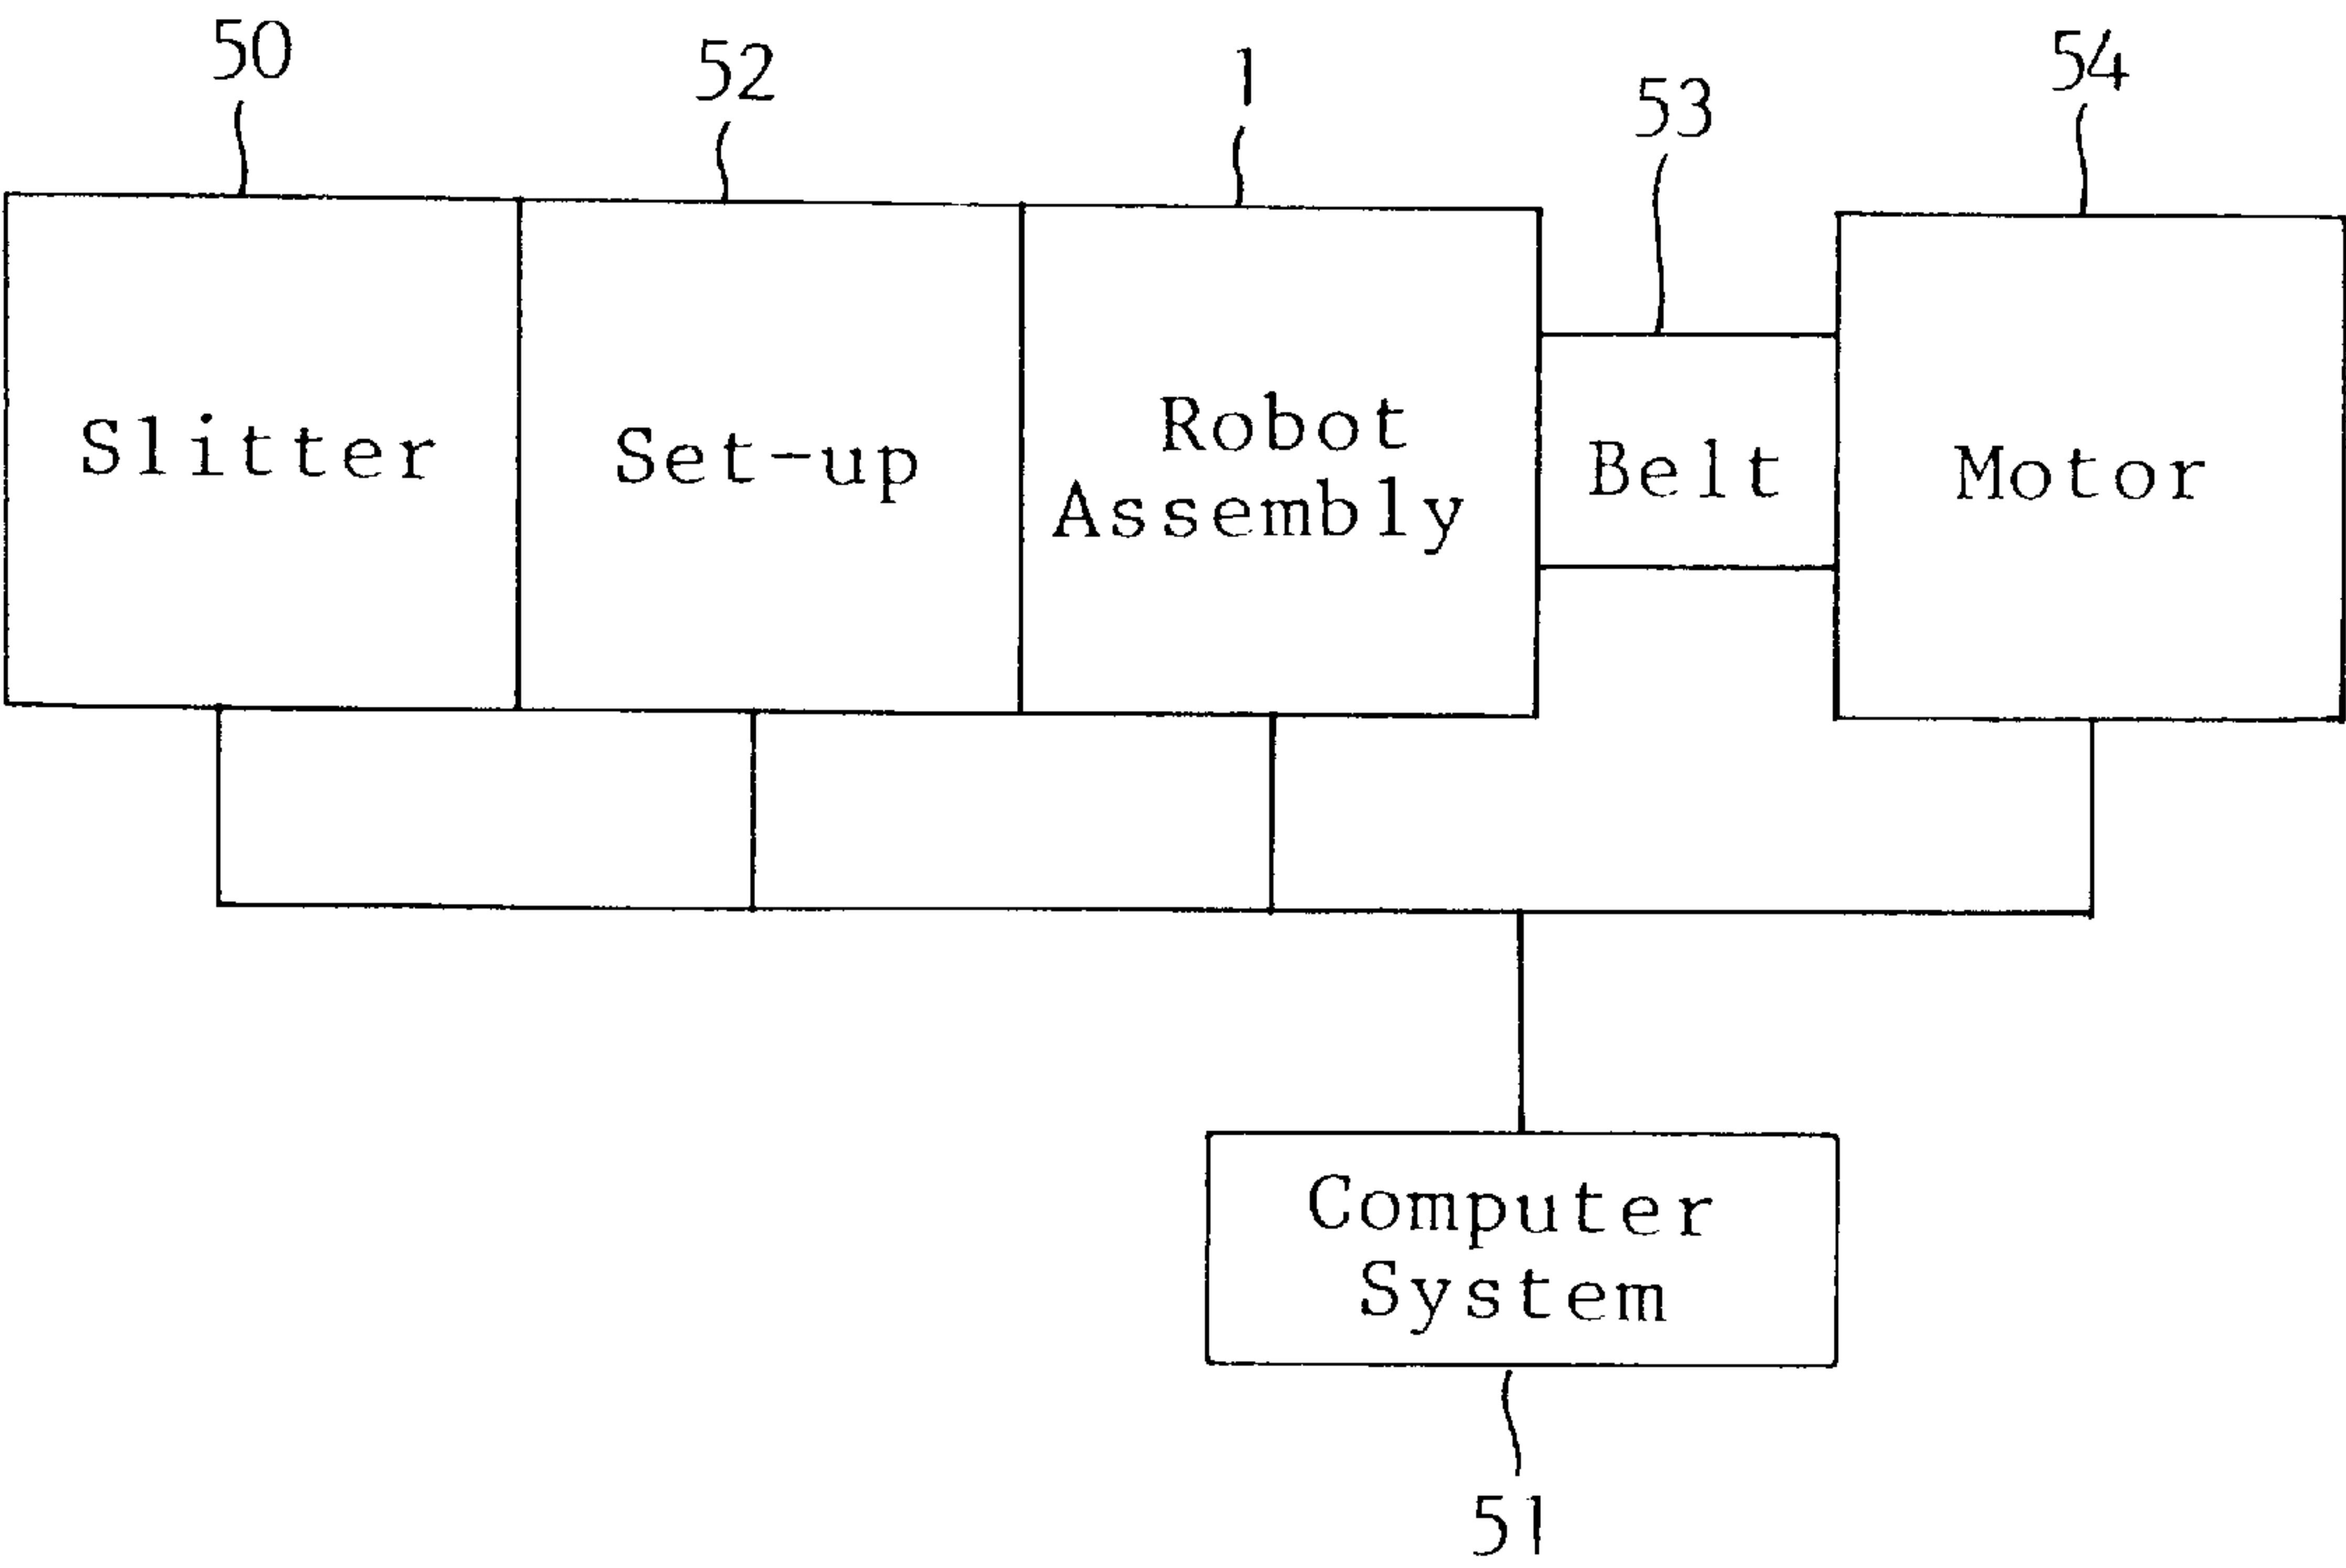 50
52
1
53
54
Slitter
Set-up
Robot
Assembly
Belt
Motor
Computer
System
51